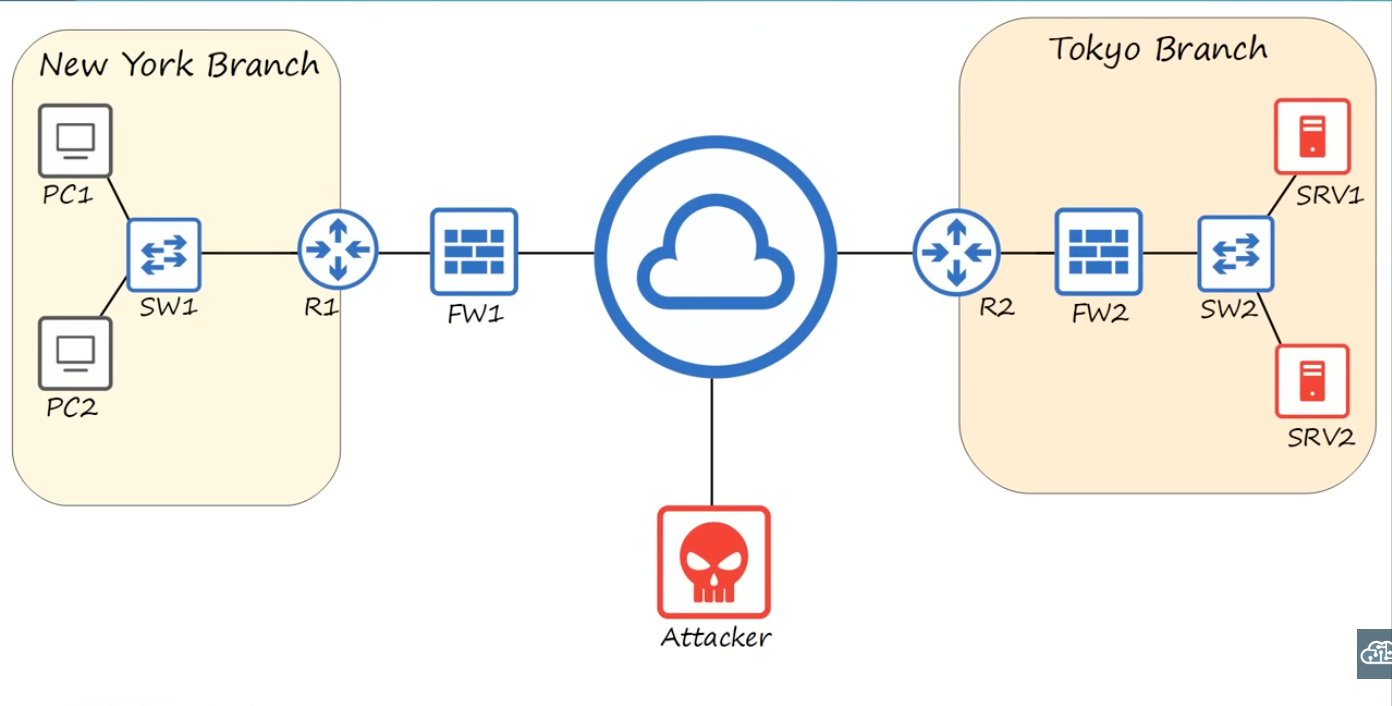 New York Branch
Tokyo Branch
PC1
SRV1
SW1
R1
FW1
R2
FW2
SW2
PC2
SRV2
Attacker